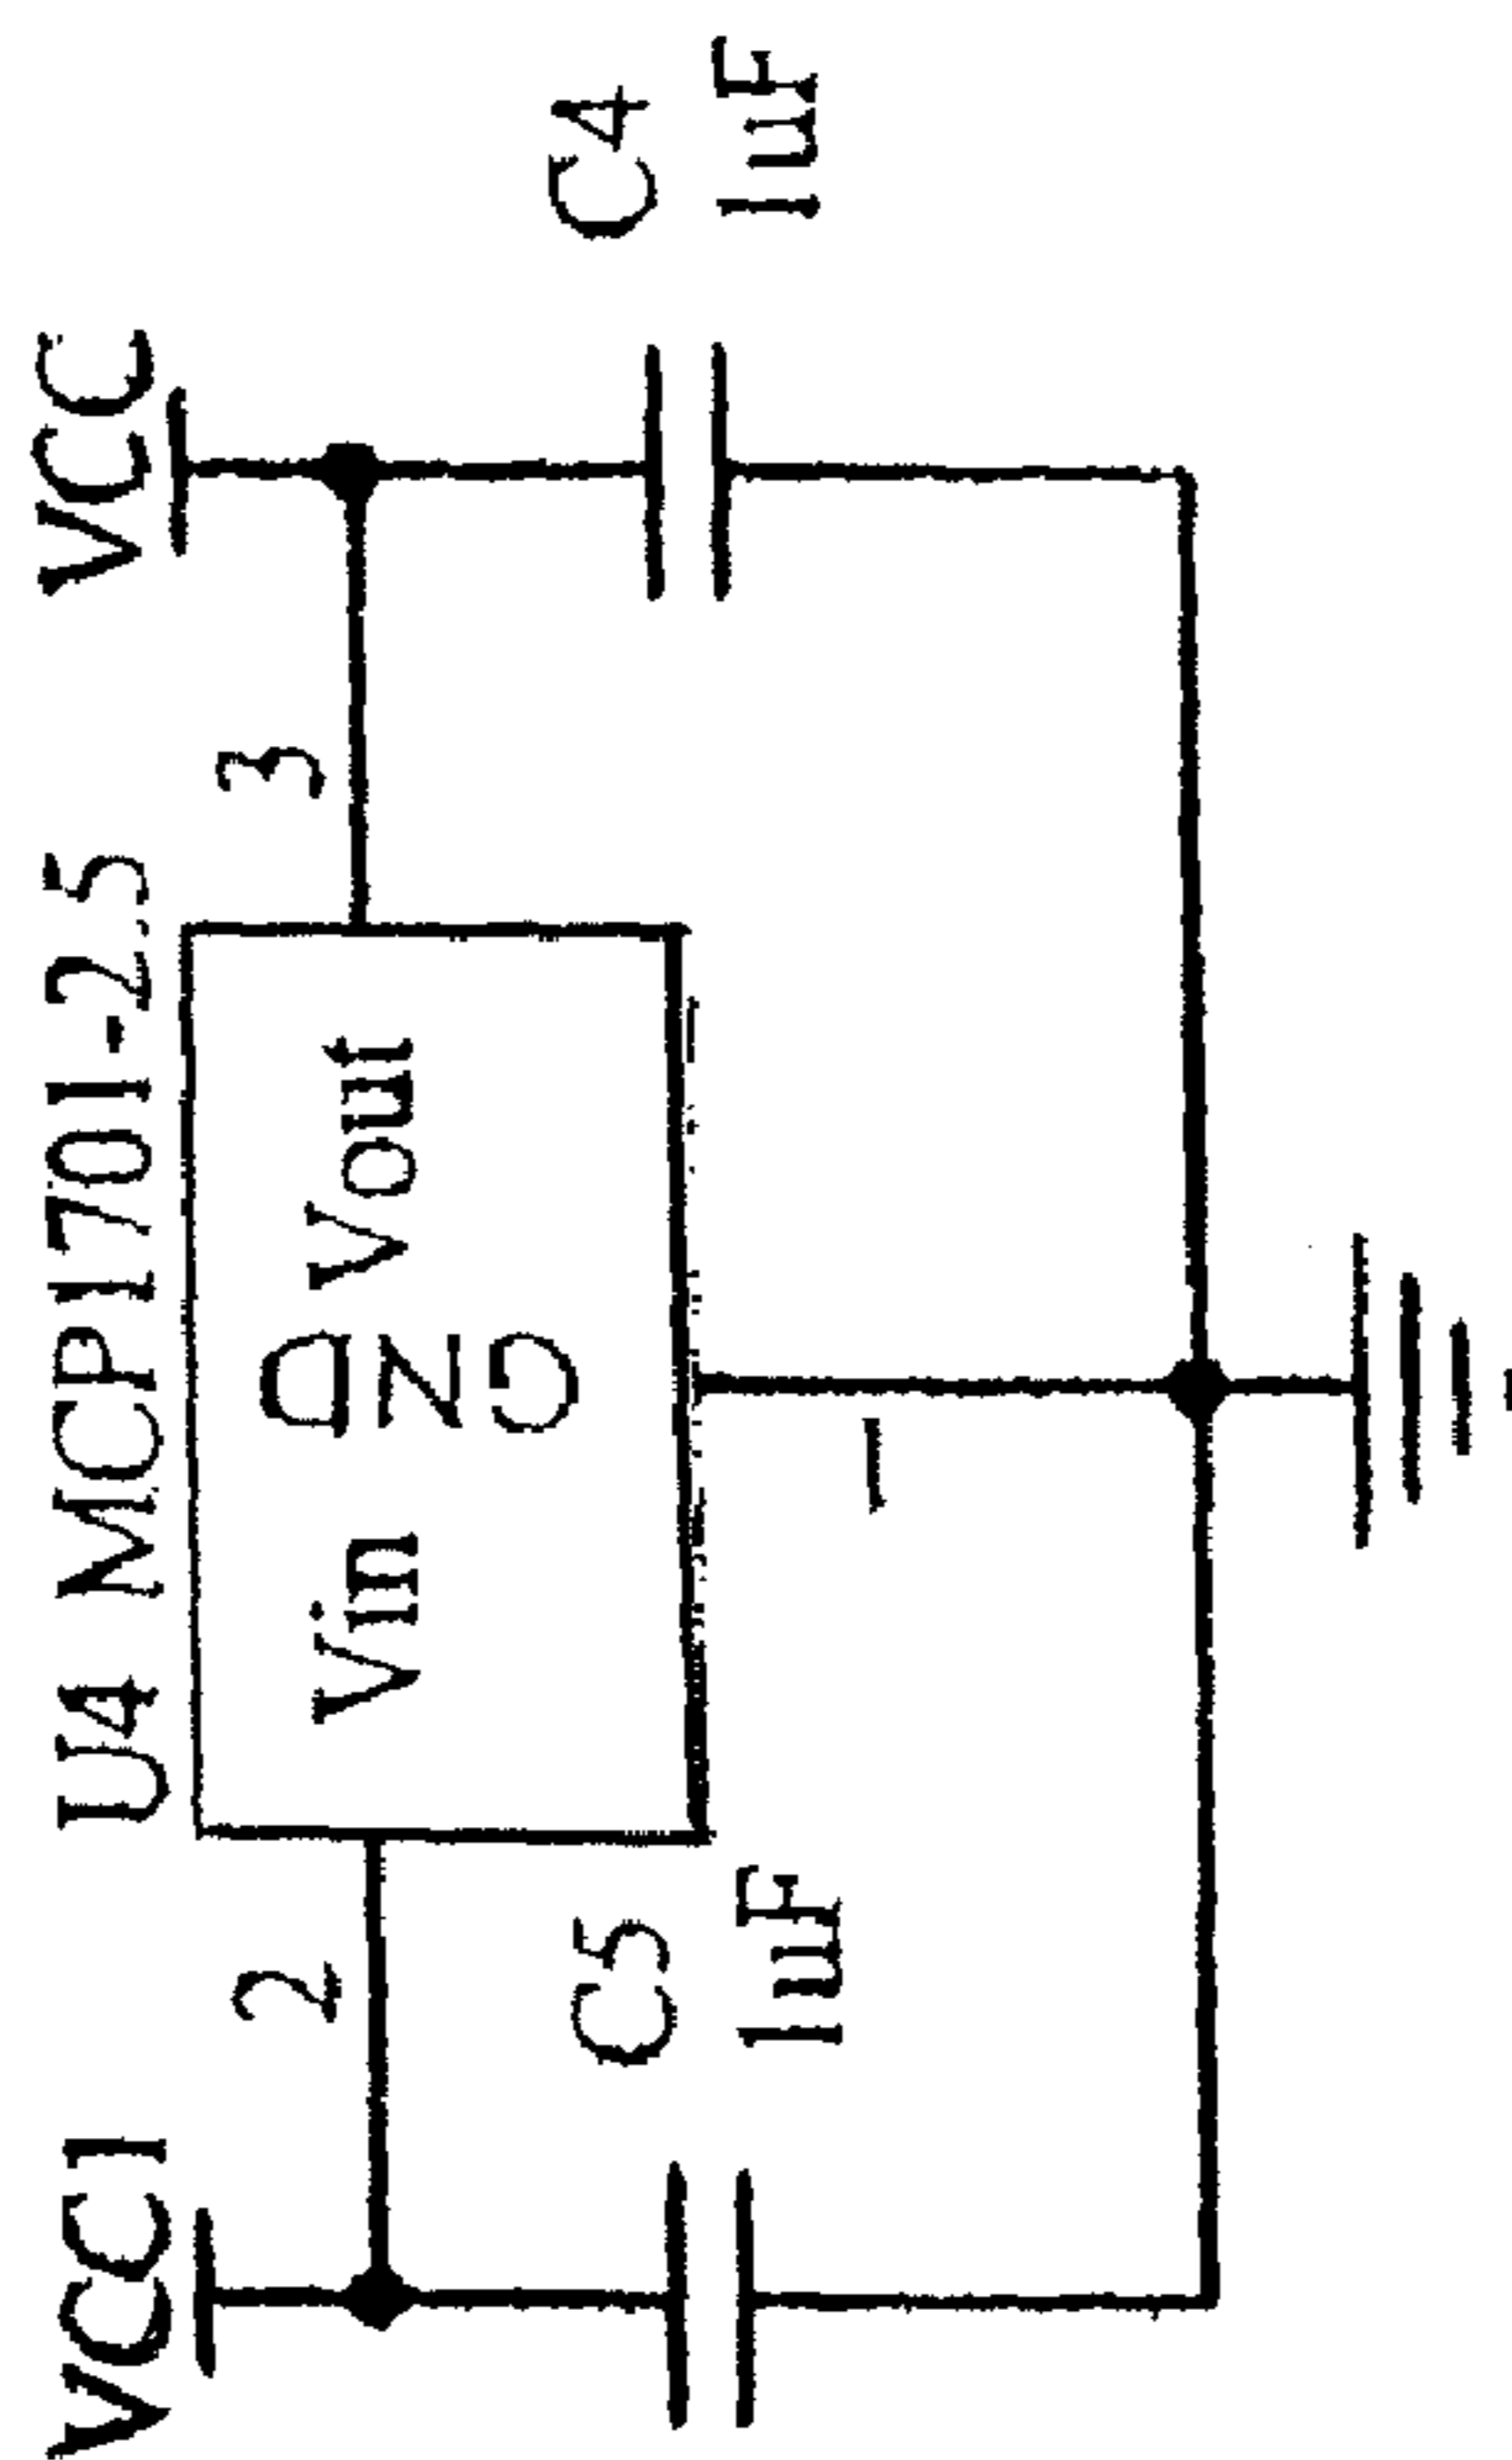 VCC1
U4 MCP1701-2.5
VCC
2
3
Vin
GND
Vout
C5
1uF
1
C4
1uF